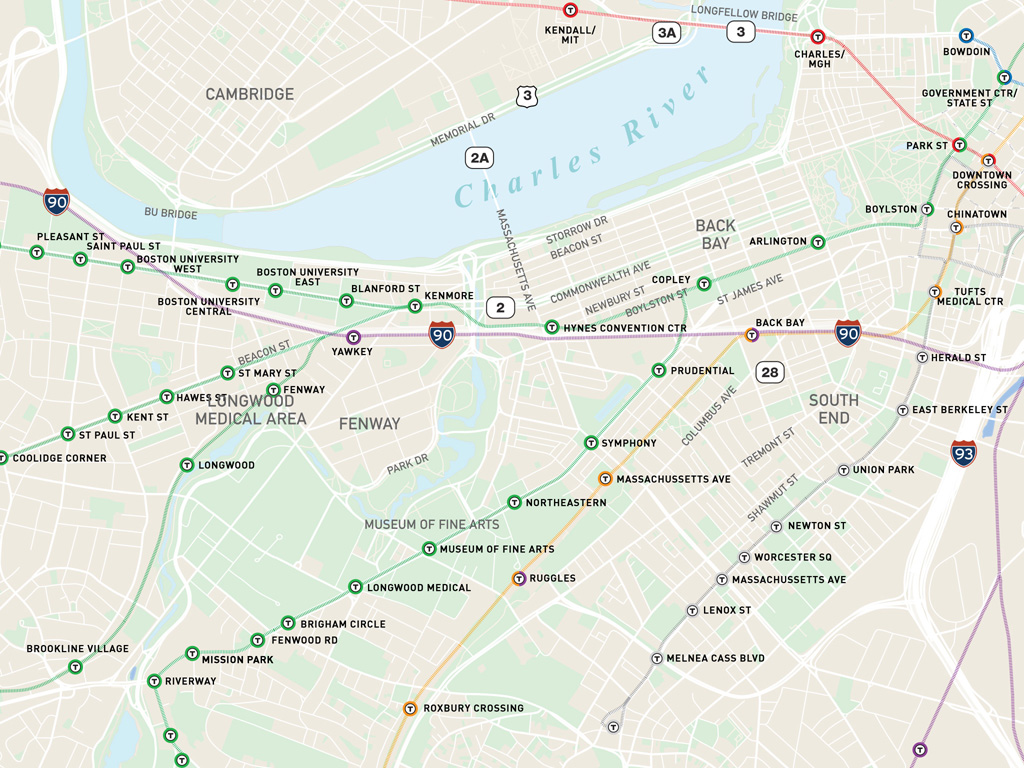 LONGFELLOW BRIDGE
KENDALL/
MIT
3A
3
CHARLES/
MGH
BOWDOIN
CAMBRIDGE
3
GOVERNMENT CTR/
STATE ST
Charles River
MEMORIAL DR
2A
PARK ST
DOWNTOWN
CROSSING
90
BU BRIDGE
MASSACHUSETTS AVE
STORROW DR
BEACON ST
BACK
BAY
BOYLSTON
CHINATOWN
ARLINGTON
PLEASANT ST
SAINT PAUL ST
BOSTON UNIVERSITY
WEST
BOSTON UNIVERSITY
EAST
BLANFORD ST
KENMORE
BOSTON UNIVERSITY
CENTRAL
COMMONWEALTH AVE
NEWBURY ST
BOYLSTON ST
COPLEY
ST JAMES AVE
TUFTS
MEDICAL CTR
2
HYNES CONVENTION CTR
BACK BAY
90
90
YAWKEY
BEACON ST
HERALD ST
ST MARY ST
FENWAY
PRUDENTIAL
28
HAWES ST
LONGWOOD
MEDICAL AREA
KENT ST
FENWAY
COLUMBUS AVE
SOUTH
END
EAST BERKELEY ST
ST PAUL ST
COOLIDGE CORNER
LONGWOOD
PARK DR
SYMPHONY
TREMONT ST
93
MASSACHUSSETTS AVE
UNION PARK
SHAWMUT ST
NORTHEASTERN
MUSEUM OF FINE ARTS
NEWTON ST
MUSEUM OF FINE ARTS
WORCESTER SQ
RUGGLES
MASSACHUSSETTS AVE
LONGWOOD MEDICAL
LENOX ST
BRIGHAM CIRCLE
FENWOOD RD
BROOKLINE VILLAGE
MISSION PARK
MELNEA CASS BLVD
RIVERWAY
ROXBURY CROSSING